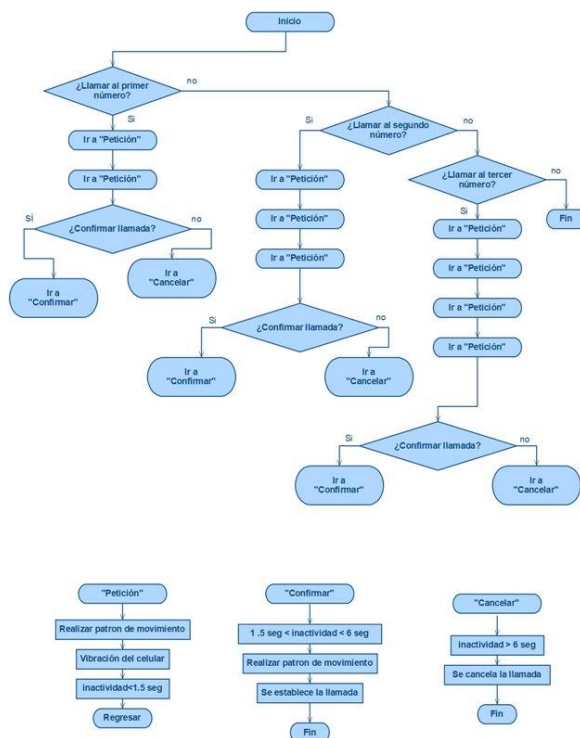 Inicio
¿Llamar al primer
número?
no
Si
Ir a "Petición"
Ir a "Petición"
¿Confirmar llamada?
SÍ
no
Ir a
"Confirmar"
Ir a
"Cancelar"
¿Llamar al segundo
número?
Si
no
Ir a "Petición"
Ir a "Petición"
Ir a "Petición"
¿Confirmar llamada?
Si
no
Ir a
"Confirmar"
Ir a
"Cancelar"
¿Llamar al tercer
número?
no
Si
Fin
Ir a "Petición"
Ir a "Petición"
Ir a "Petición"
Ir a "Petición"
¿Confirmar llamada?
Si
no
Ir a
"Confirmar"
Ir a
"Cancelar"
"Petición"
Realizar patron de movimiento
Vibración del celular
inactividad<1.5 seg
Regresar
"Confirmar"
1 .5 seg < inactividad < 6 seg
Realizar patron de movimiento
Se establece la llamada
Fin
"Cancelar"
inactividad > 6 seg
Se cancela la llamada
Fin